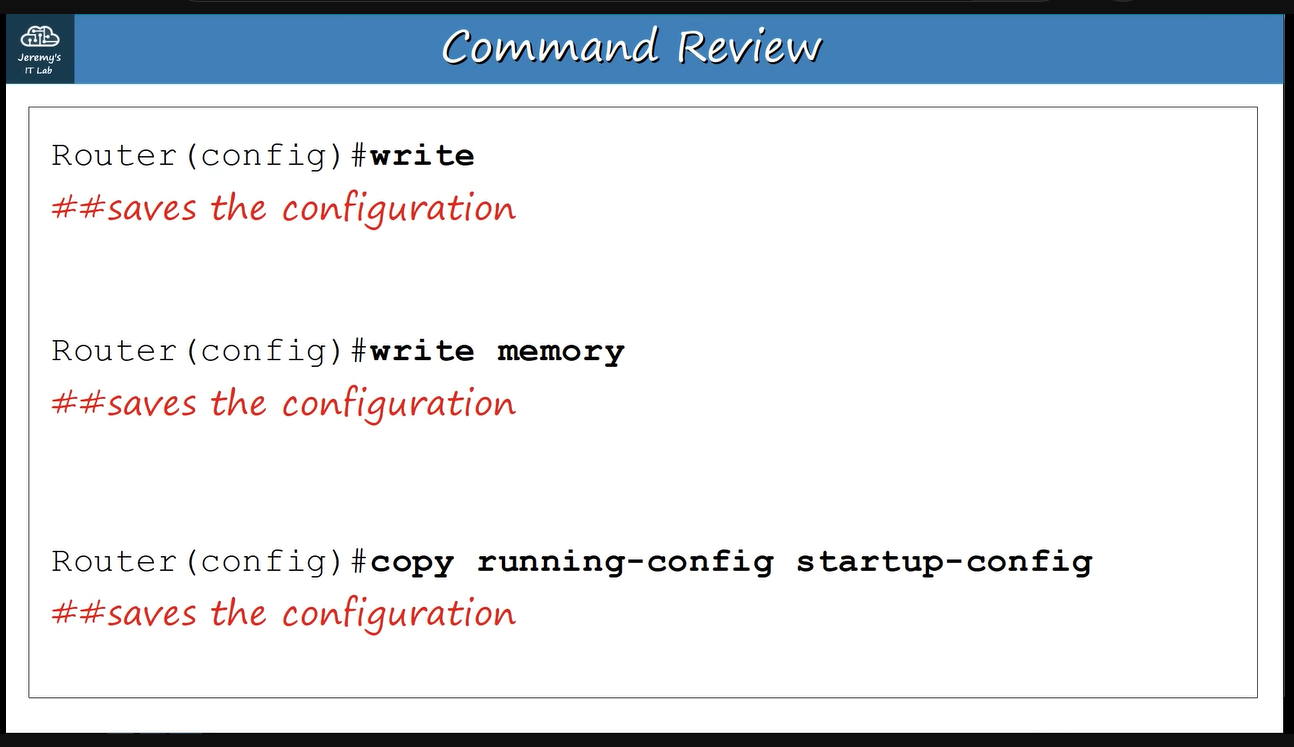 Jeremy's
IT Lab
Command Review
Router(config)#write
##saves the configuration
Router(config)#write memory
##saves the configuration
Router(config)#copy running-config startup-config
##saves the configuration